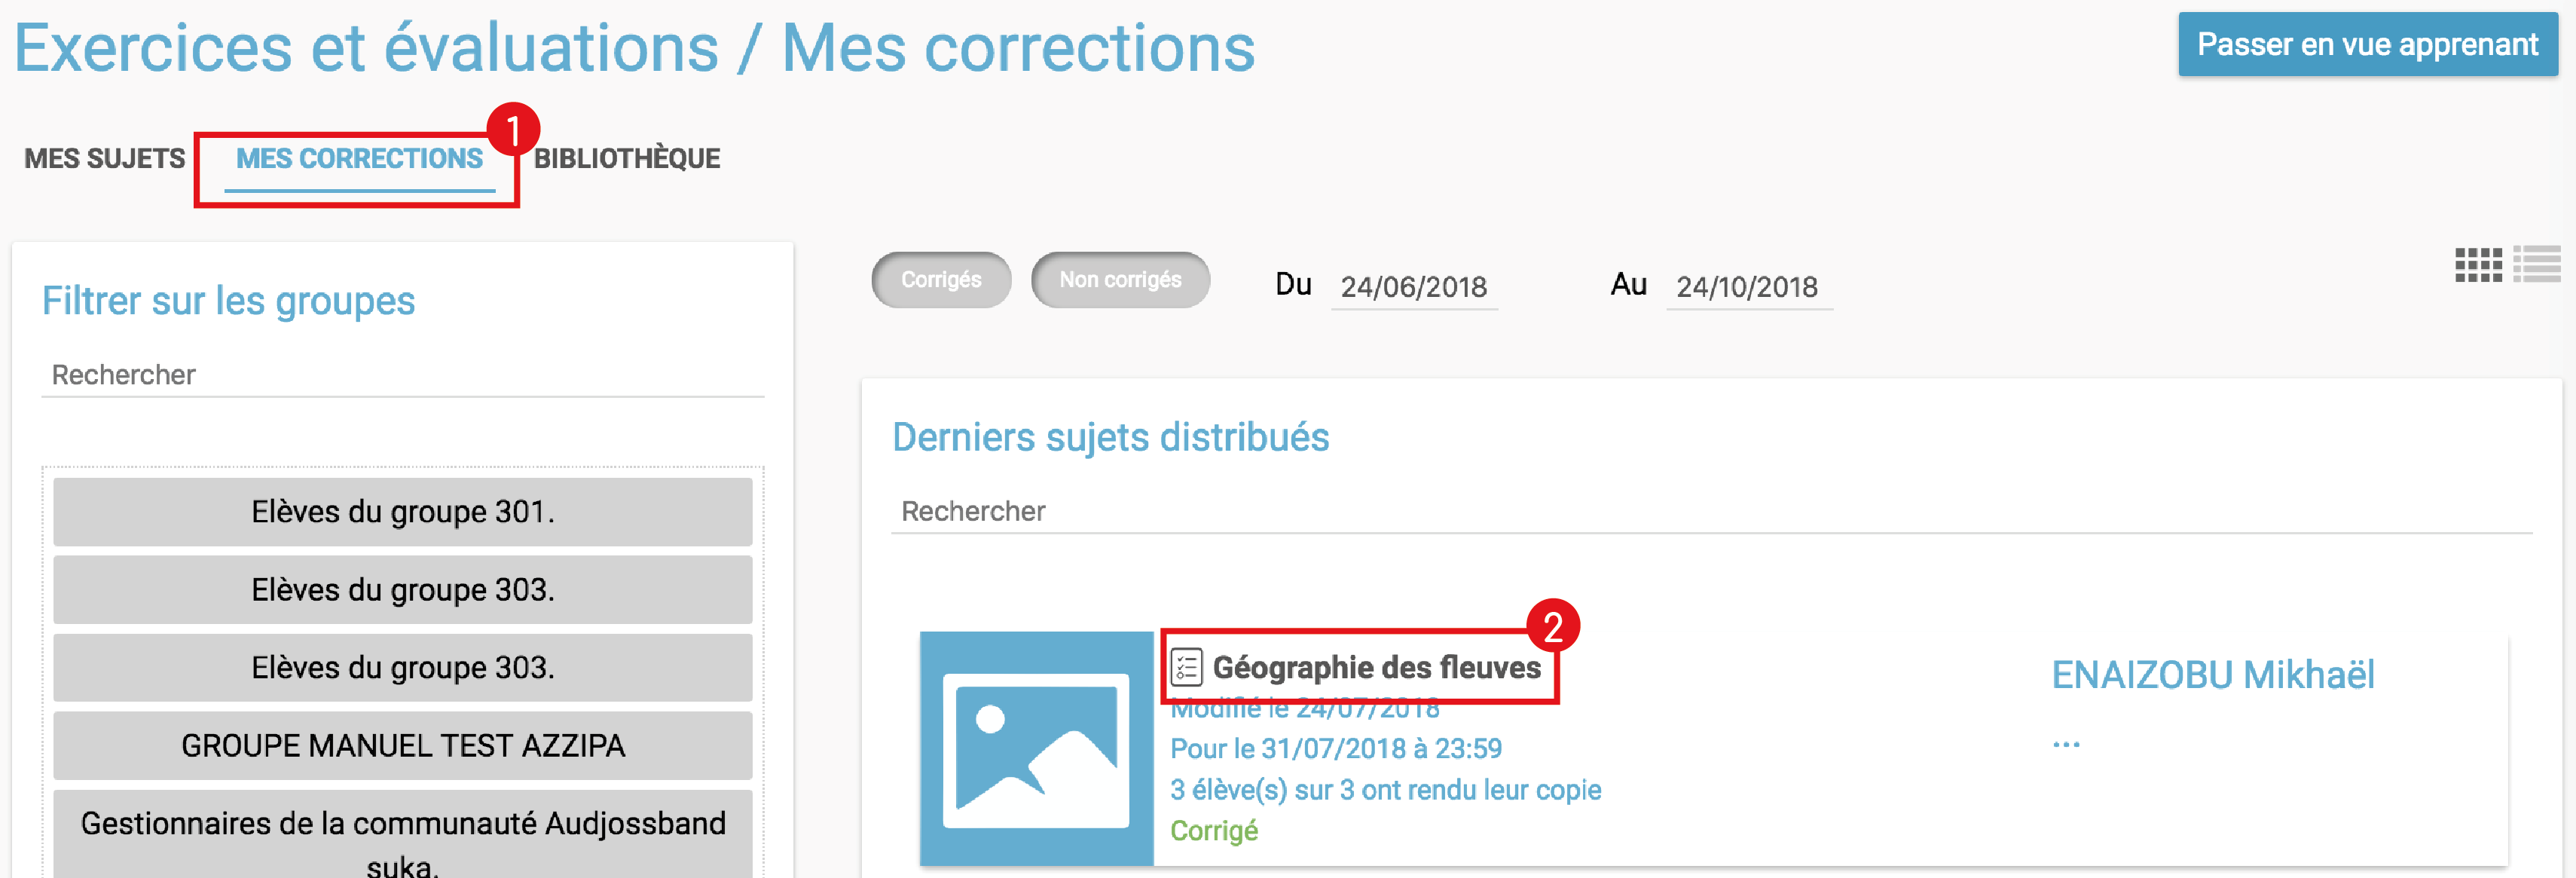 Exercices et évaluations / Mes corrections
Passer en vue apprenant
MES SUJETS
MES CORRECTIONS
1
BIBLIOTHÈQUE
Filtrer sur les groupes
Rechercher
Elèves du groupe 301.
Elèves du groupe 303.
Elèves du groupe 303.
GROUPE MANUEL TEST AZZIPA
Gestionnaires de la communauté Audjossband
suka.
Corrigés
Non corrigés
Du 24/06/2018
Au 24/10/2018
Derniers sujets distribués
Rechercher
2
Géographie des fleuves
Modifié le 24/07/2018
Pour le 31/07/2018 à 23:59
3 élève(s) sur 3 ont rendu leur copie
Corrigé
ENAIZOBU Mikhaël
...